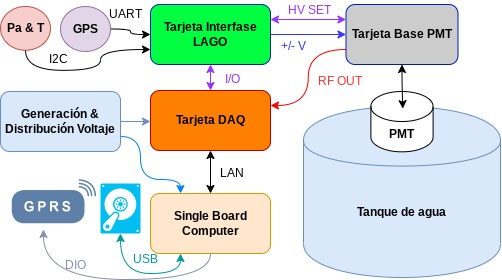 Pa & T
GPS
UART
I2C
Tarjeta Interfase
LAGO
HV SET
+/- V
Tarjeta Base PMT
I/O
RF OUT
Generación &
Distribución Voltaje
Tarjeta DAQ
PMT
LAN
GPRS
Single Board
Computer
Tanque de agua
USB
DIO